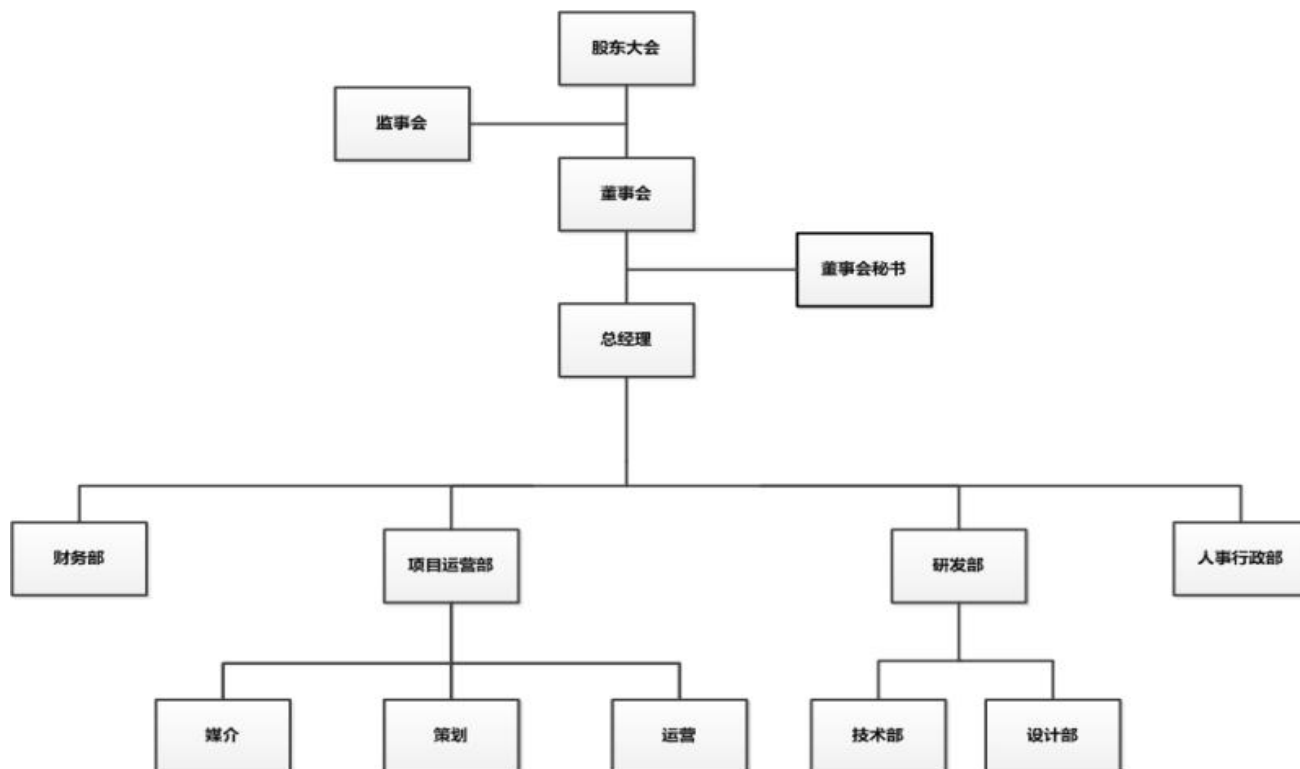 股东大会
监事会
董事会
董事会秘书
总经理
财务部
项目运营部
研发部
人事行政部
媒介
策划
运营
技术部
设计部